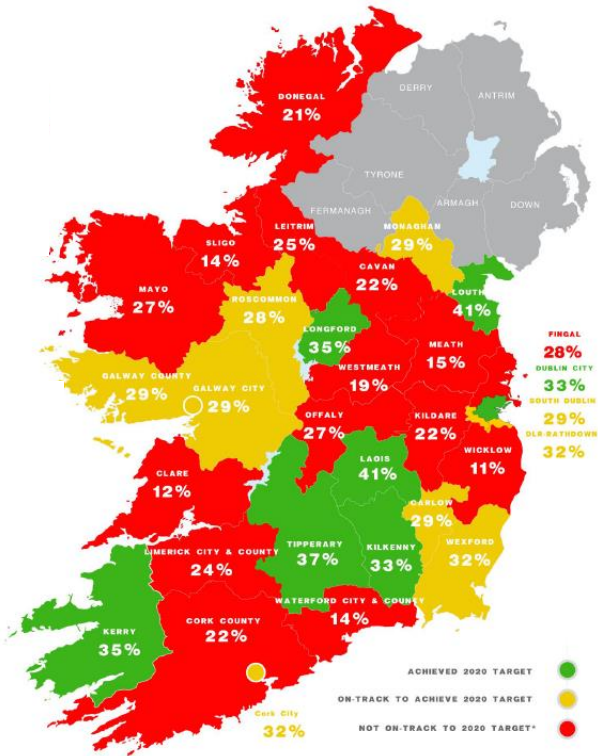 DERRY
ANTRIM
DONEGAL
21%
TYRONE
FERMANAGH
ARMAGH
DOWN
MONAGHAN
29%
LEITRIM
25%
SLIGO
14%
CAVAN
22%
LOUTH
41%
MAYO
27%
ROSCOMMON
28%
LONGFORD
35%
MEATH
15%
FINGAL
28%
DUBLIN CITY
33%
SOUTH DUBLIN
29%
DLR-RATHDOWN
32%
WESTMEATH
19%
GALWAY COUNTY
29%
GALWAY CITY
29%
OFFALY
27%
KILDARE
22%
WICKLOW
11%
LAOIS
41%
CLARE
12%
CARLOW
29%
TIPPERARY
37%
KILKENNY
33%
WEXFORD
32%
LIMERICK CITY & COUNTY
24%
WATERFORD CITY & COUNTY
14%
CORK COUNTY
22%
KERRY
35%
Cork City
32%
ACHIEVED 2020 TARGET
ON-TRACK TO ACHIEVE 2020 TARGET
NOT ON-TRACK TO 2020 TARGET*